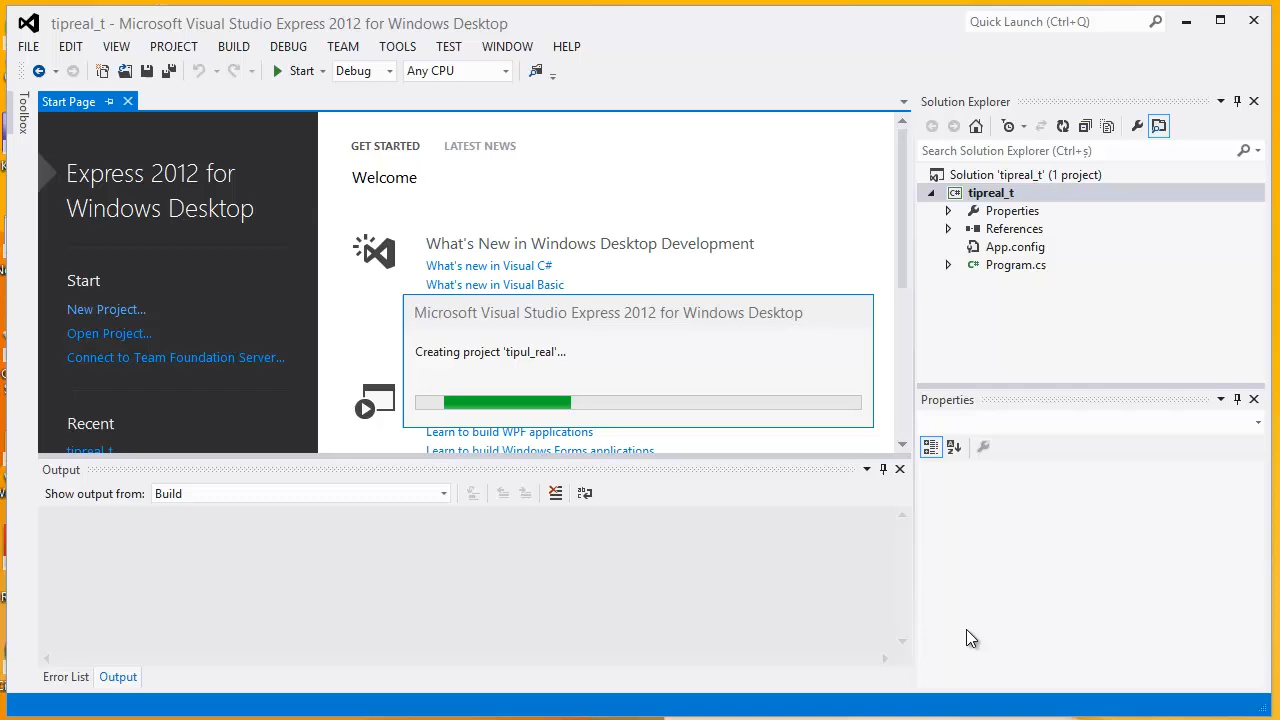 tipreal_t - Microsoft Visual Studio Express 2012 for Windows Desktop
Quick Launch (Ctrl+Q)
FILE EDIT VIEW PROJECT BUILD DEBUG TEAM TOOLS TEST WINDOW HELP
Start Debug Any CPU
Toolbox
Start Page
Express 2012 for
Windows Desktop
Start
New Project...
Open Project...
Connect to Team Foundation Server...
Recent
tipreal_t
GET STARTED LATEST NEWS
Welcome
What's New in Windows Desktop Development
What's new in Visual C#
What's new in Visual Basic
Microsoft Visual Studio Express 2012 for Windows Desktop
Creating project 'tipul_real'...
Learn to build WPF applications
Learn to build Windows Forms applications
Output
Show output from: Build
Error List Output
Solution Explorer
Search Solution Explorer (Ctrl+ş)
Solution 'tipreal_t' (1 project)
C# tipreal_t
Properties
References
App.config
C# Program.cs
Properties